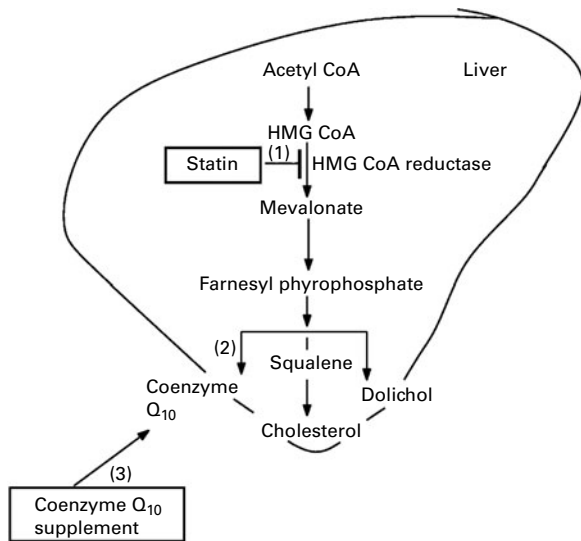 Acetyl CoA
Liver
HMG CoA
(1)
Statin
HMG CoA reductase
Mevalonate
Farnesyl phyrophosphate
(2)
Squalene
Coenzyme
Q10
Dolichol
Cholesterol
(3)
Coenzyme Q10
supplement